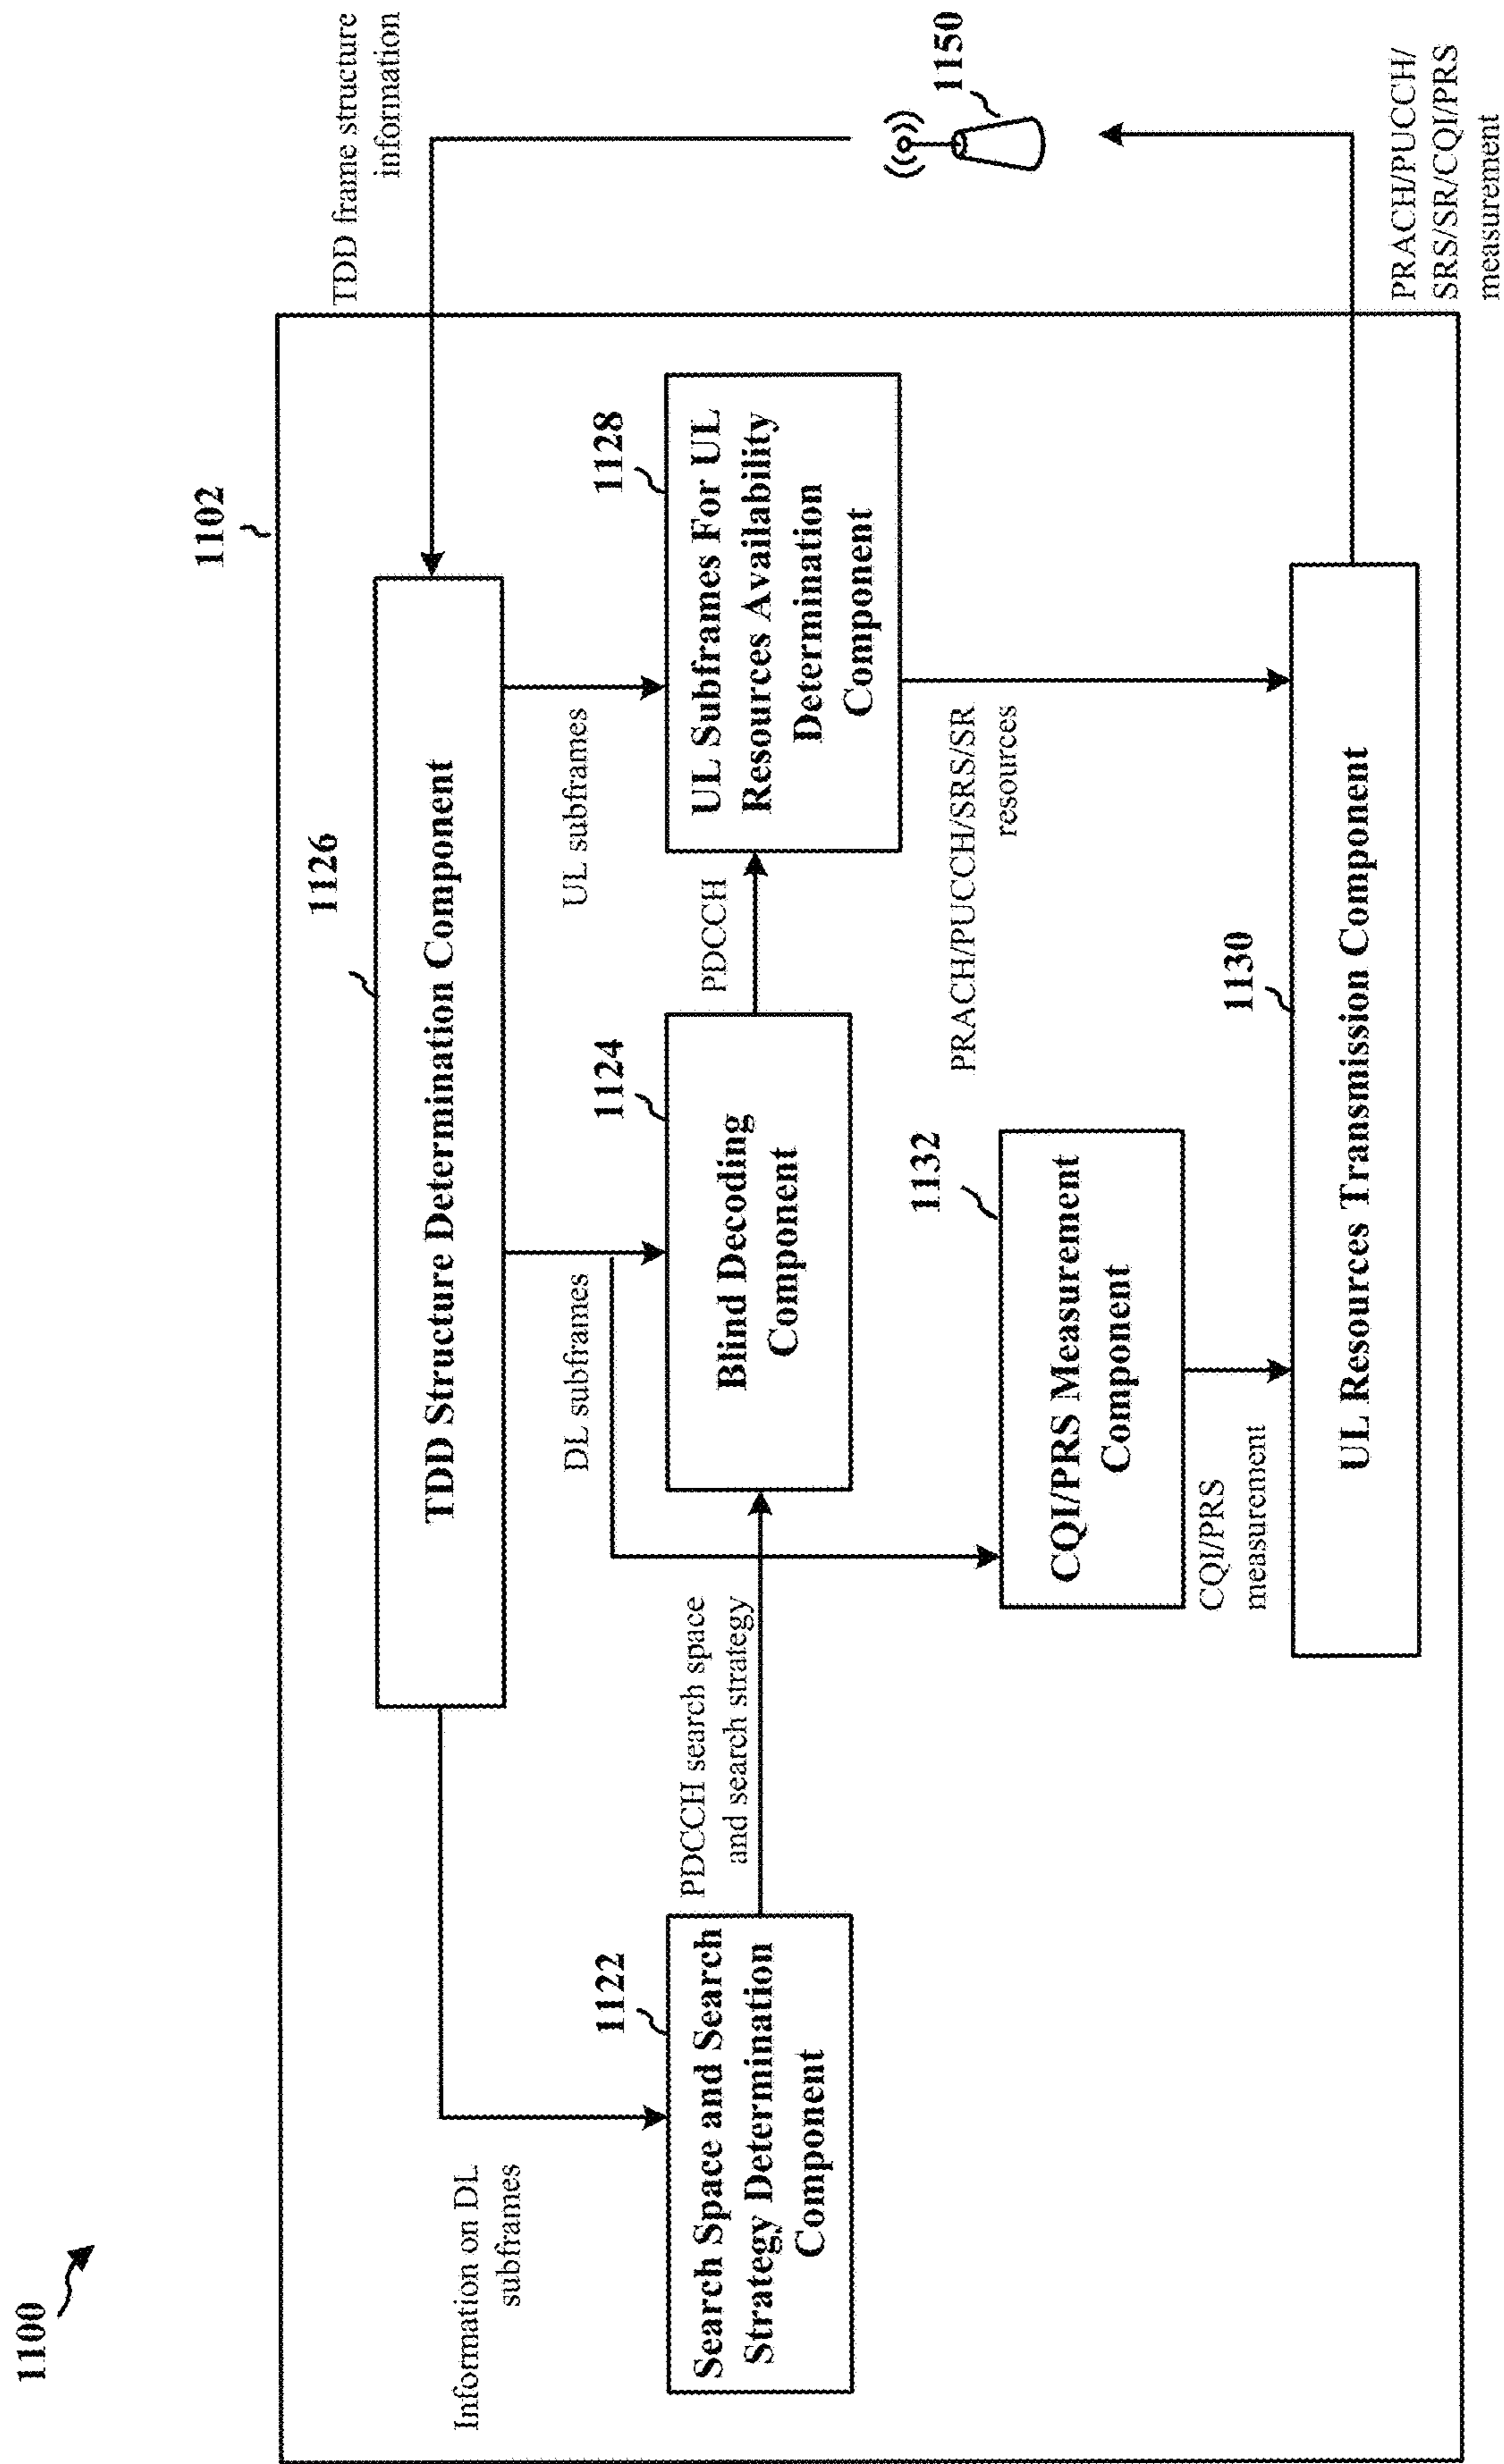 1100
1102
TDD frame structure
information
1126
TDD Structure Determination Component
Information on DL
subframes
DL subframes
UL subframes
1122
Search Space and Search
Strategy Determination
Component
PDCCH search space
and search strategy
1124
Blind Decoding
Component
PDCCH
1128
UL Subframes For UL
Resources Availability
Determination
Component
1150
1132
CQI/PRS Measurement
Component
PRACH/PUCCH/SRS/SR
resources
CQI/PRS
measurement
1130
UL Resources Transmission Component
PRACH/PUCCH/
SRS/SR/CQI/PRS
measurement